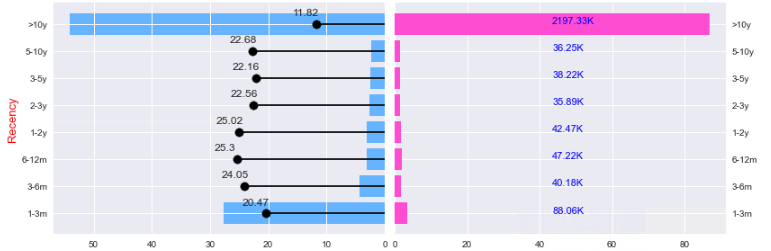 >10y 11.82 2197.33K >10y
5-10y 22.68 36.25K 5-10y
3-5y 22.16 38.22K 3-5y
2-3y 22.56 35.89K 2-3y
1-2y 25.02 42.47K 1-2y
6-12m 25.3 47.22K 6-12m
3-6m 24.05 40.18K 3-6m
1-3m 20.47 88.06K 1-3m
Recency
50 40 30 20 10 0 0 20 40 60 80